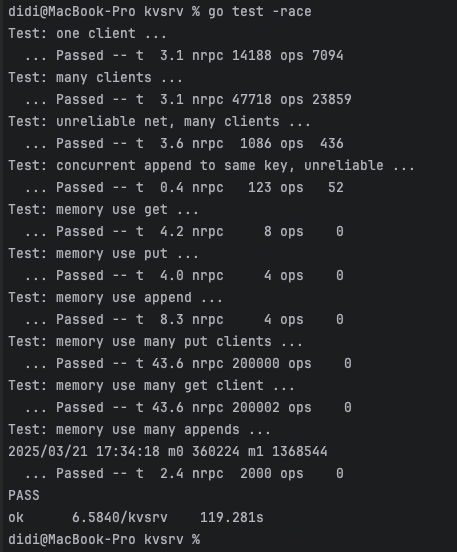 didi@MacBook-Pro kvsrv % go test -race
Test: one client ...
  ... Passed -- t  3.1 nrpc 14188 ops 7094
Test: many clients ...
  ... Passed -- t  3.1 nrpc 47718 ops 23859
Test: unreliable net, many clients ...
  ... Passed -- t  3.6 nrpc  1086 ops  436
Test: concurrent append to same key, unreliable ...
  ... Passed -- t  0.4 nrpc   123 ops   52
Test: memory use get ...
  ... Passed -- t  4.2 nrpc     8 ops    0
Test: memory use put ...
  ... Passed -- t  4.0 nrpc     4 ops    0
Test: memory use append ...
  ... Passed -- t  8.3 nrpc     4 ops    0
Test: memory use many put clients ...
  ... Passed -- t 43.6 nrpc 200000 ops    0
Test: memory use many get client ...
  ... Passed -- t 43.6 nrpc 200002 ops    0
Test: memory use many appends ...
2025/03/21 17:34:18 m0 360224 m1 1368544
  ... Passed -- t  2.4 nrpc  2000 ops    0
PASS
ok      6.5840/kvsrv    119.281s
didi@MacBook-Pro kvsrv %